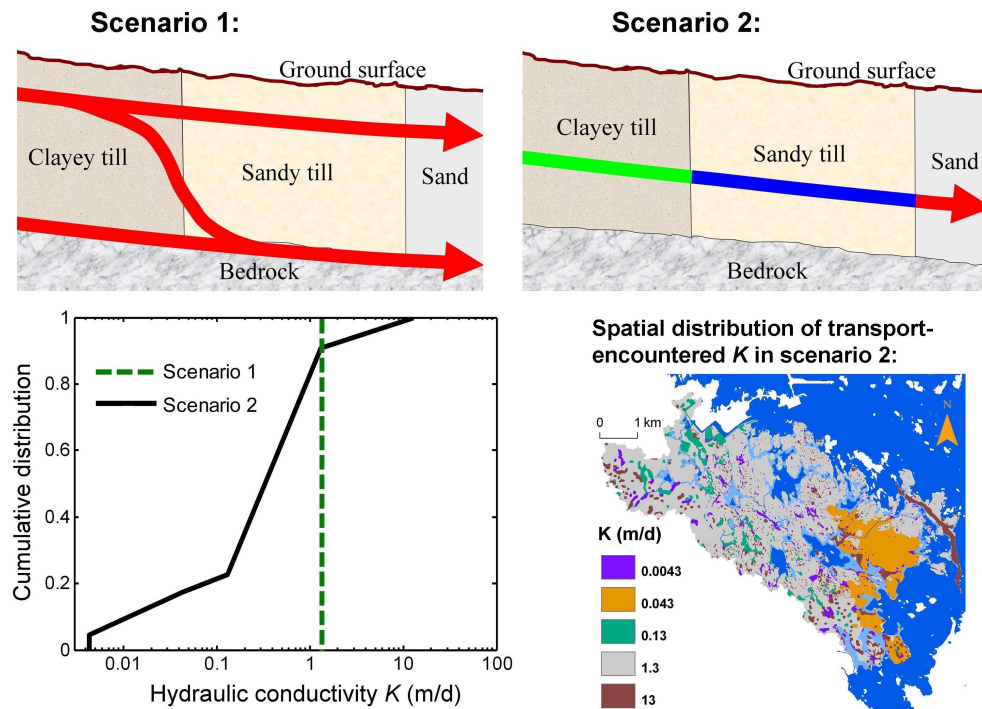 Scenario 1:
Ground surface
Clayey till
Sandy till
Sand
Bedrock
Scenario 2:
Ground surface
Clayey till
Sandy till
Sand
Bedrock
1
0.8
0.6
0.4
0.2
0
Cumulative distribution
Scenario 1
Scenario 2
0.01 0.1 1 10 100
Hydraulic conductivity K (m/d)
Spatial distribution of transport-
encountered K in scenario 2:
0 1 km
N
K (m/d)
0.0043
0.043
0.13
1.3
13